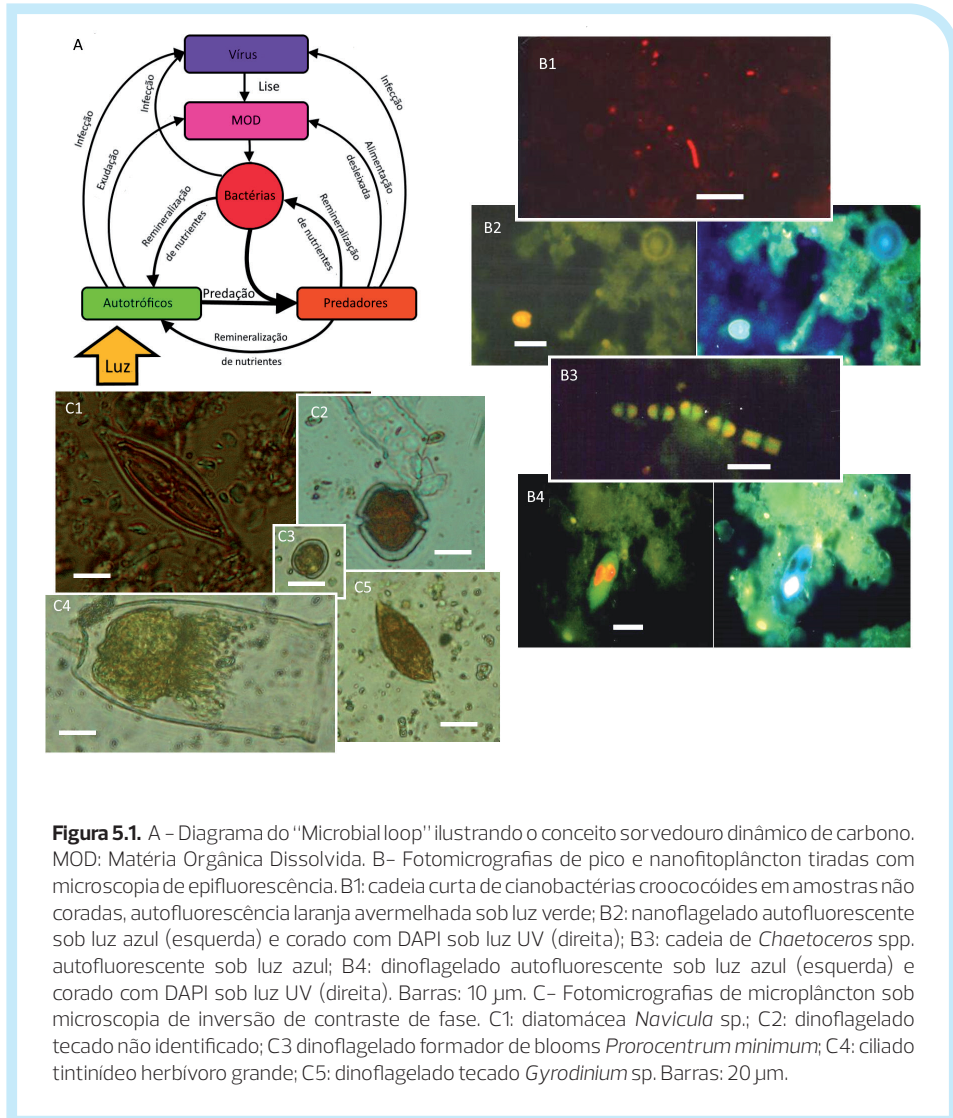 A
Vírus
Lise
MOD
Bactérias
Infecção
Exudação
Infecção
Infecção
Alimentação
desleixada
Remineralização
de nutrientes
Remineralização
de nutrientes
Autotróficos
Predação
Predadores
Remineralização
de nutrientes
Luz
B1
B2
B3
B4
C1
C2
C3
C4
C5
Figura 5.1. A – Diagrama do “Microbial loop” ilustrando o conceito sorvedouro dinâmico de carbono.
MOD: Matéria Orgânica Dissolvida. B– Fotomicrografias de pico e nanofitoplâncton tiradas com
microscopia de epifluorescência. B1: cadeia curta de cianobactérias croococóides em amostras não
coradas, autofluorescência laranja avermelhada sob luz verde; B2: nanoflagelado autofluorescente
sob luz azul (esquerda) e corado com DAPI sob luz UV (direita); B3: cadeia de Chaetoceros spp.
autofluorescente sob luz azul; B4: dinoflagelado autofluorescente sob luz azul (esquerda) e
corado com DAPI sob luz UV (direita). Barras: 10 µm. C– Fotomicrografias de microplâncton sob
microscopia de inversão de contraste de fase. C1: diatomácea Navicula sp.; C2: dinoflagelado
tecado não identificado; C3 dinoflagelado formador de blooms Prorocentrum minimum; C4: ciliado
tintinídeo herbívoro grande; C5: dinoflagelado tecado Gyrodinium sp. Barras: 20 µm.